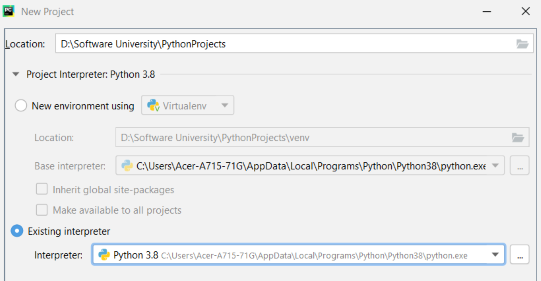 PC New Project
Location: D:\Software University\PythonProjects
Project Interpreter: Python 3.8
New environment using Virtualenv
Location: D:\Software University\PythonProjects\venv
Base interpreter: C:\Users\Acer-A715-71G\AppData\Local\Programs\Python\Python38\python.exe ...
Inherit global site-packages
Make available to all projects
Existing interpreter
Interpreter: Python 3.8 C:\Users\Acer-A715-71G\AppData\Local\Programs\Python\Python38\python.exe ...